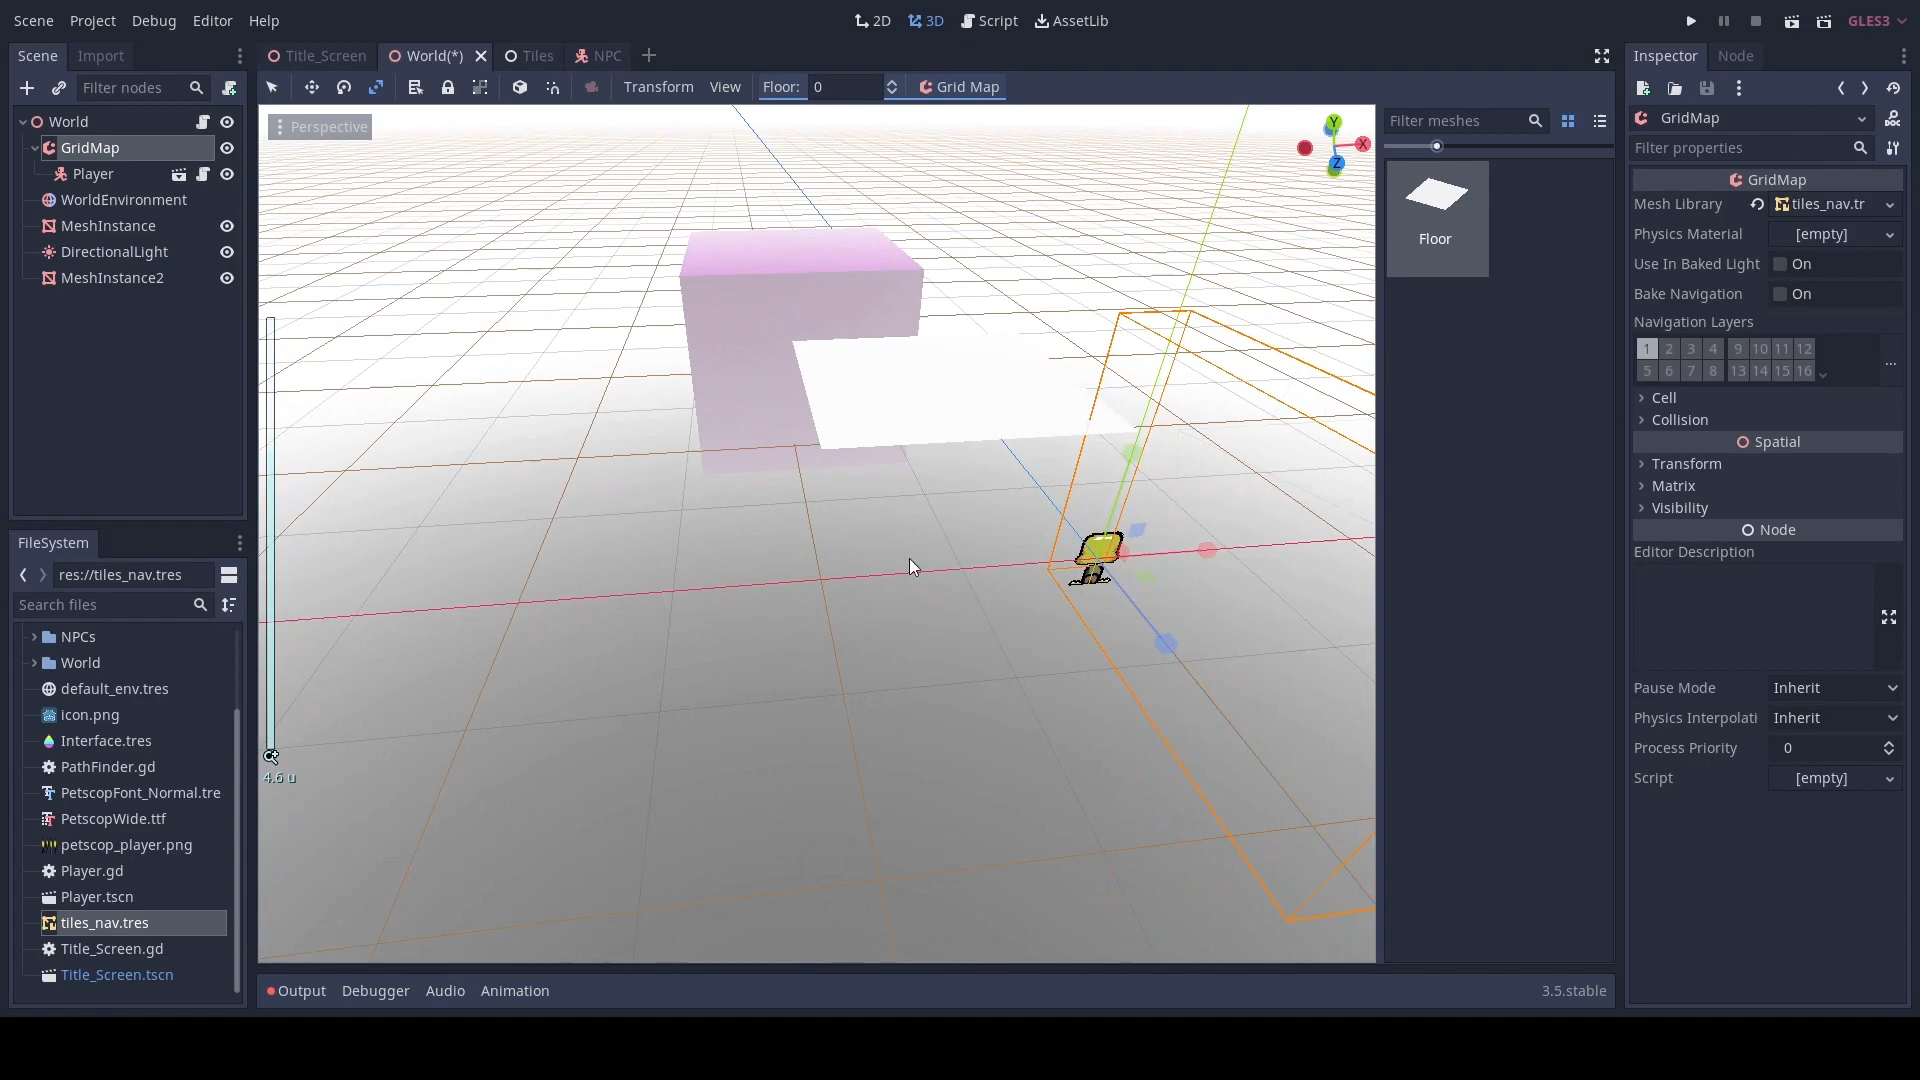 Scene Project Debug Editor Help 2D 3D Script AssetLib GLES3
Scene Import
Title_Screen World(*) Tiles NPC
Inspector Node
Filter nodes
Transform View Floor: 0 Grid Map
World
GridMap
Player
WorldEnvironment
MeshInstance
DirectionalLight
MeshInstance2
Perspective
Y
X
Z
4.6 u
Filter meshes
Floor
FileSystem
res://tiles_nav.tres
Search files
NPCs
World
default_env.tres
icon.png
Interface.tres
PathFinder.gd
PetscopFont_Normal.tre
PetscopWide.ttf
petscop_player.png
Player.gd
Player.tscn
tiles_nav.tres
Title_Screen.gd
Title_Screen.tscn
Output Debugger Audio Animation 3.5.stable
GridMap
Filter properties
GridMap
Mesh Library tiles_nav.tr
Physics Material [empty]
Use In Baked Light On
Bake Navigation On
Navigation Layers
1 2 3 4 9 10 11 12
5 6 7 8 13 14 15 16
Cell
Collision
Spatial
Transform
Matrix
Visibility
Node
Editor Description
Pause Mode Inherit
Physics Interpolati Inherit
Process Priority 0
Script [empty]